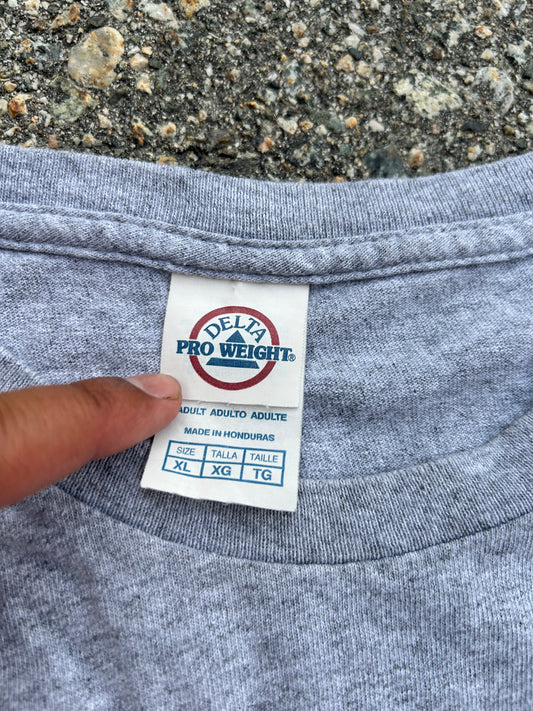 DELTA
PRO WEIGHT®
ADULT ADULTO ADULTE
MADE IN HONDURAS
SIZE TALLA TAILLE
XL XG TG